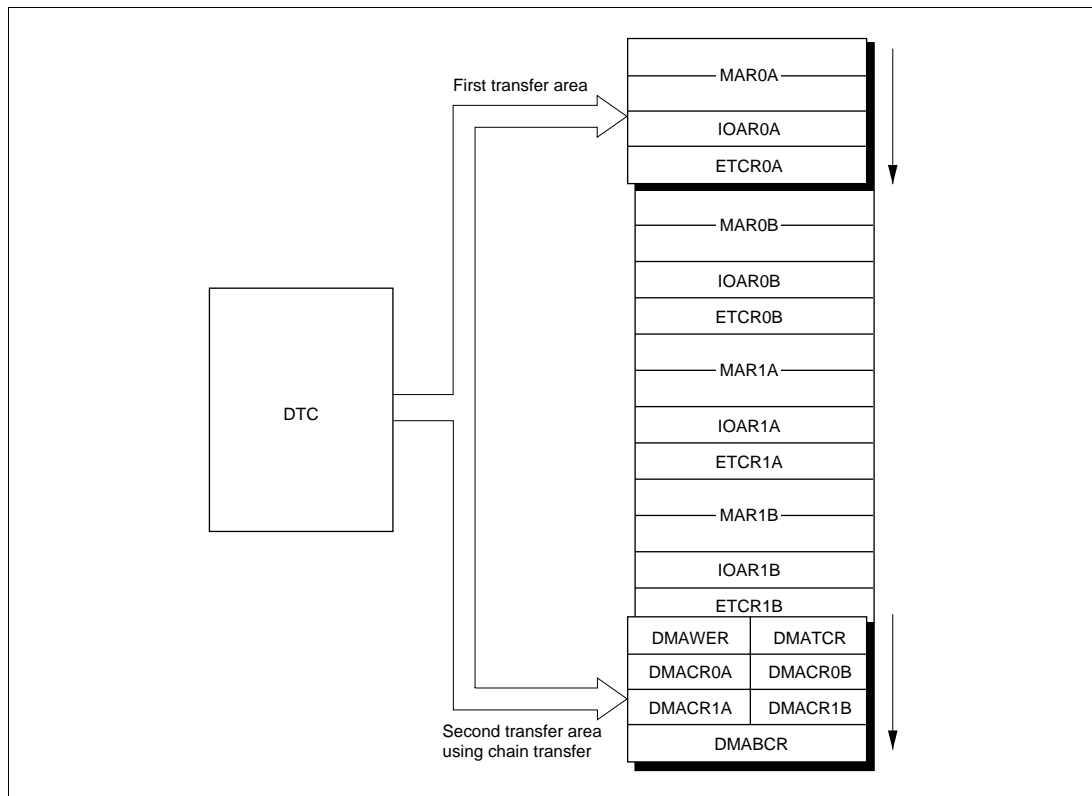 First transfer area
MAR0A
IOAR0A
ETCR0A
MAR0B
IOAR0B
ETCR0B
MAR1A
DTC
IOAR1A
ETCR1A
MAR1B
IOAR1B
ETCR1B
DMAWER DMATCR
DMACR0A DMACR0B
DMACR1A DMACR1B
DMABCR
Second transfer area
using chain transfer